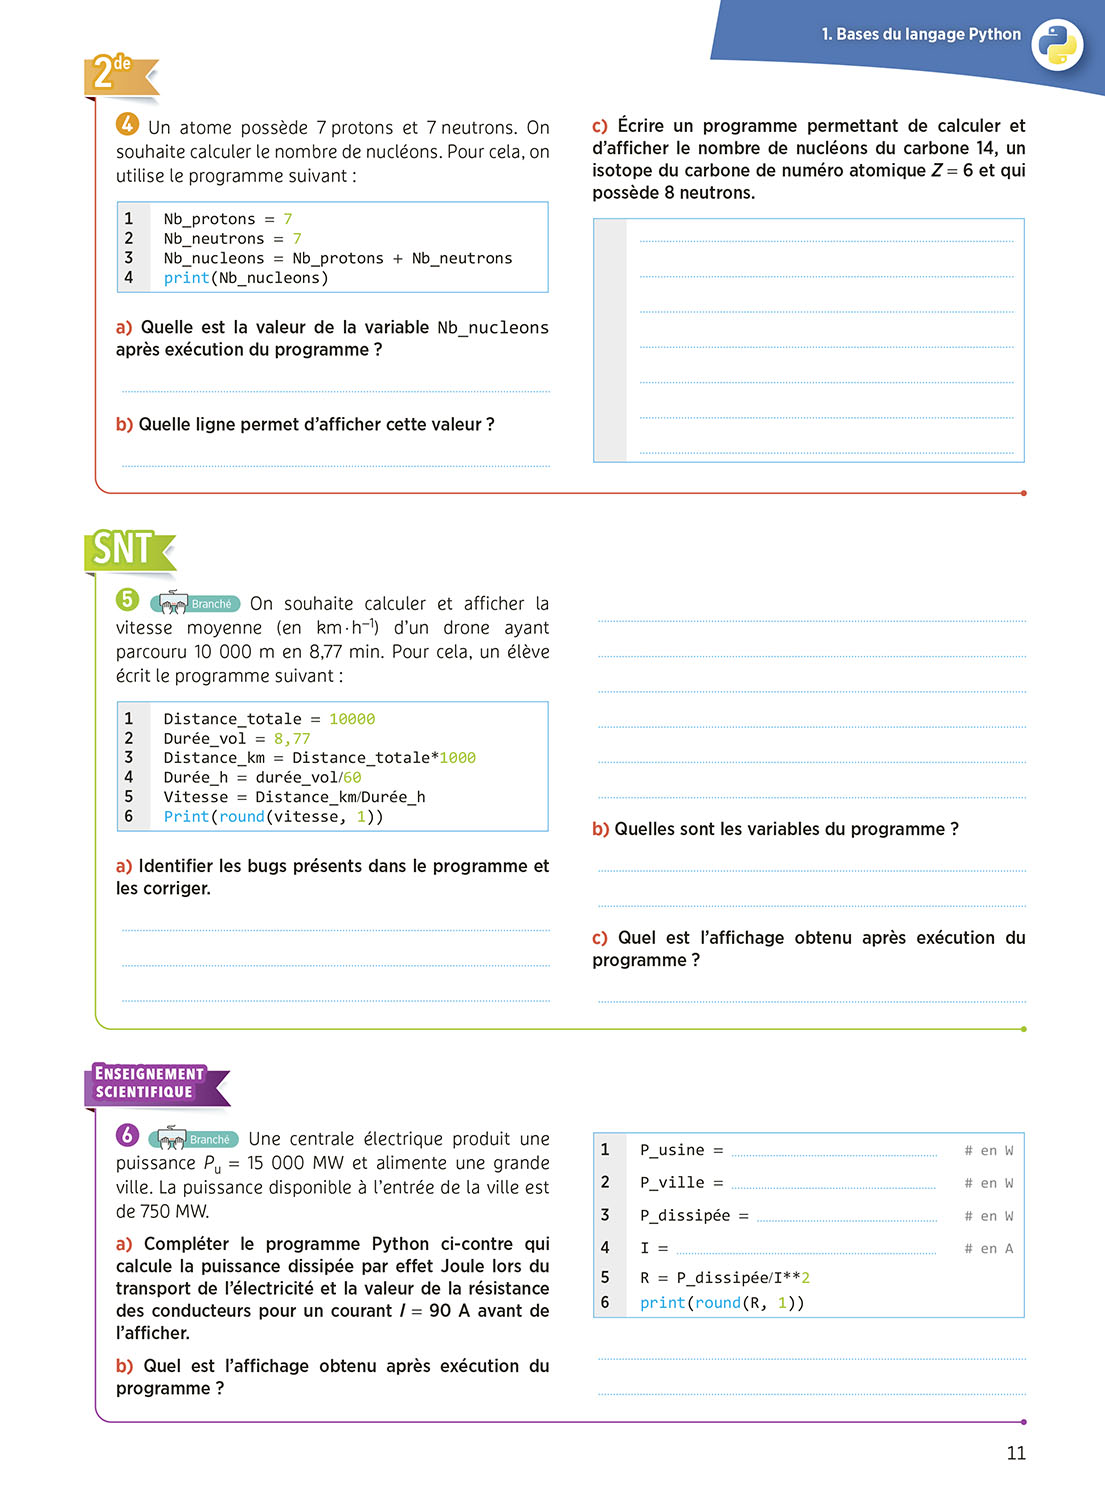 1. Bases du langage Python
2de
4 Un atome possède 7 protons et 7 neutrons. On
souhaite calculer le nombre de nucléons. Pour cela, on
utilise le programme suivant :
1 Nb_protons = 7
2 Nb_neutrons = 7
3 Nb_nucleons = Nb_protons + Nb_neutrons
4 print(Nb_nucleons)
a) Quelle est la valeur de la variable Nb_nucleons
après exécution du programme ?
b) Quelle ligne permet d'afficher cette valeur ?
c) Écrire un programme permettant de calculer et
d'afficher le nombre de nucléons du carbone 14, un
isotope du carbone de numéro atomique Z = 6 et qui
possède 8 neutrons.
SNT
5 Branché On souhaite calculer et afficher la
vitesse moyenne (en km·h⁻¹) d'un drone ayant
parcouru 10 000 m en 8,77 min. Pour cela, un élève
écrit le programme suivant :
1 Distance_totale = 10000
2 Durée_vol = 8,77
3 Distance_km = Distance_totale*1000
4 Durée_h = durée_vol/60
5 Vitesse = Distance_km/Durée_h
6 Print(round(vitesse, 1))
a) Identifier les bugs présents dans le programme et
les corriger.
b) Quelles sont les variables du programme ?
c) Quel est l'affichage obtenu après exécution du
programme ?
ENSEIGNEMENT
SCIENTIFIQUE
6 Branché Une centrale électrique produit une
puissance Pu = 15 000 MW et alimente une grande
ville. La puissance disponible à l'entrée de la ville est
de 750 MW.
a) Compléter le programme Python ci-contre qui
calcule la puissance dissipée par effet Joule lors du
transport de l'électricité et la valeur de la résistance
des conducteurs pour un courant I = 90 A avant de
l'afficher.
b) Quel est l'affichage obtenu après exécution du
programme ?
1 P_usine = # en W
2 P_ville = # en W
3 P_dissipée = # en W
4 I = # en A
5 R = P_dissipée/I**2
6 print(round(R, 1))
11